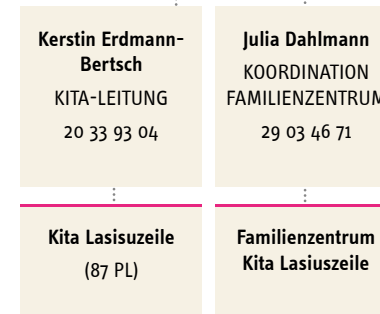 Kerstin Erdmann-
Bertsch
KITA-LEITUNG
20 33 93 04
Julia Dahlmann
KOORDINATION
FAMILIENZENTRUM
29 03 46 71
Kita Lasisuzeile
(87 PL)
Familienzentrum
Kita Lasiuszeile